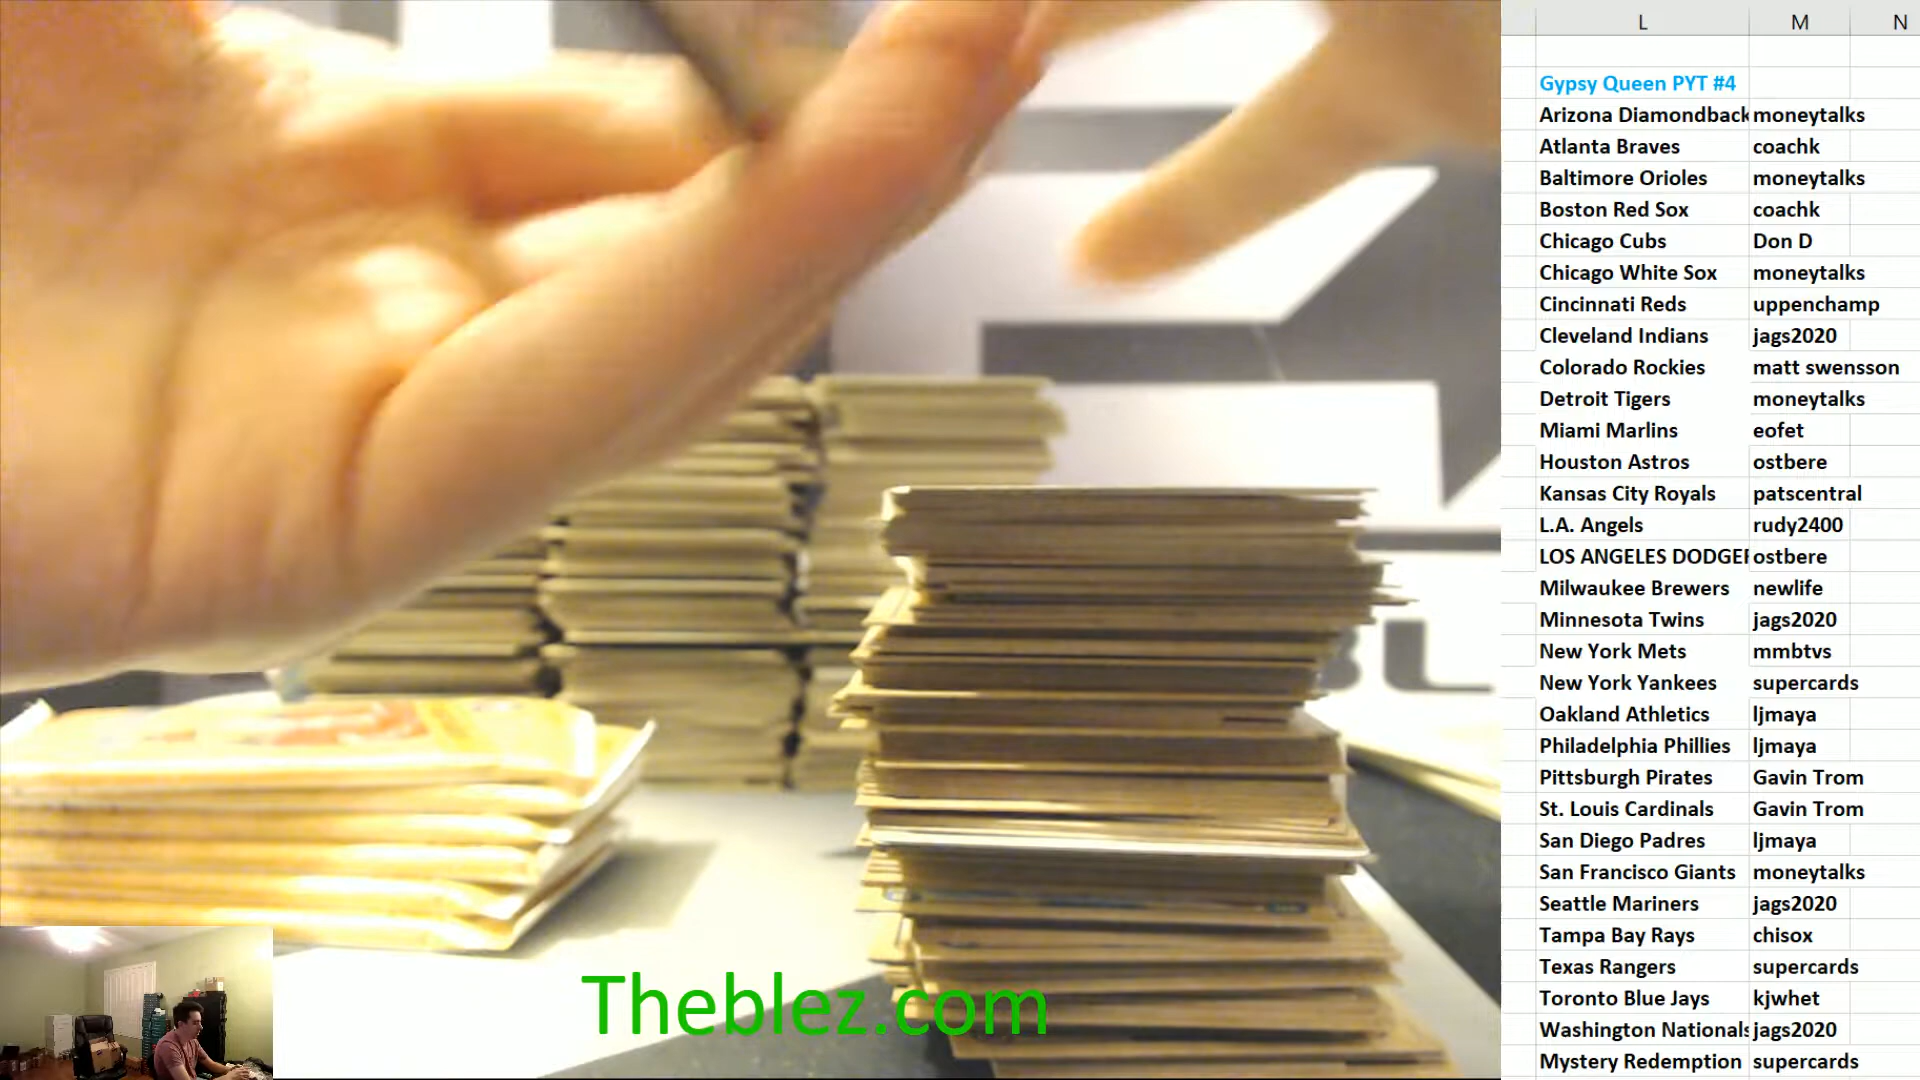 L M N
Gypsy Queen PYT #4
Arizona Diamondback moneytalks
Atlanta Braves coachk
Baltimore Orioles moneytalks
Boston Red Sox coachk
Chicago Cubs Don D
Chicago White Sox moneytalks
Cincinnati Reds uppenchamp
Cleveland Indians jags2020
Colorado Rockies matt swensson
Detroit Tigers moneytalks
Miami Marlins eofet
Houston Astros ostbere
Kansas City Royals patscentral
L.A. Angels rudy2400
LOS ANGELES DODGER ostbere
Milwaukee Brewers newlife
Minnesota Twins jags2020
New York Mets mmbtvs
New York Yankees supercards
Oakland Athletics ljmaya
Philadelphia Phillies ljmaya
Pittsburgh Pirates Gavin Trom
St. Louis Cardinals Gavin Trom
San Diego Padres ljmaya
San Francisco Giants moneytalks
Seattle Mariners jags2020
Tampa Bay Rays chisox
Texas Rangers supercards
Toronto Blue Jays kjwhet
Washington Nationals jags2020
Mystery Redemption supercards
Theblez.com